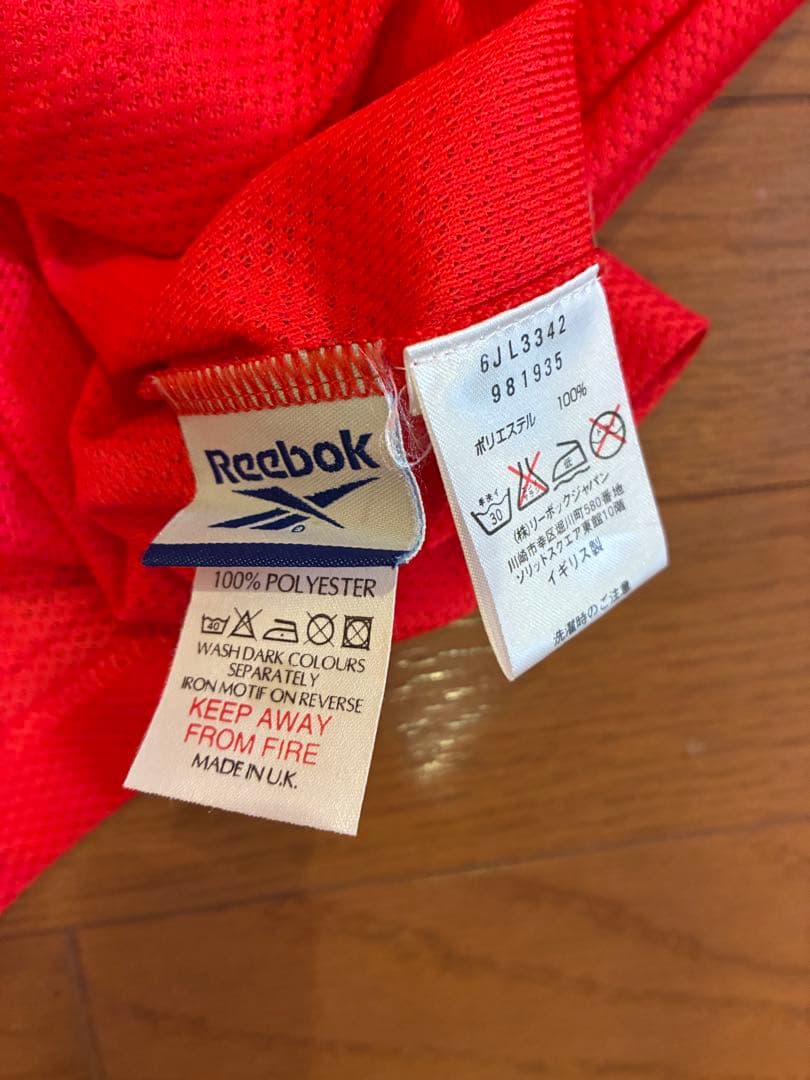 Reebok
100% POLYESTER
40
WASH DARK COLOURS
SEPARATELY
IRON MOTIF ON REVERSE
KEEP AWAY
FROM FIRE
MADE IN U.K.
6JL3342
981935
ポリエステル 100%
手洗イ
30
低
(株)リーボックジャパン
川崎市幸区堀川町580番地
ソリッドスクエア東館10階
イギリス製
洗濯時のご注意